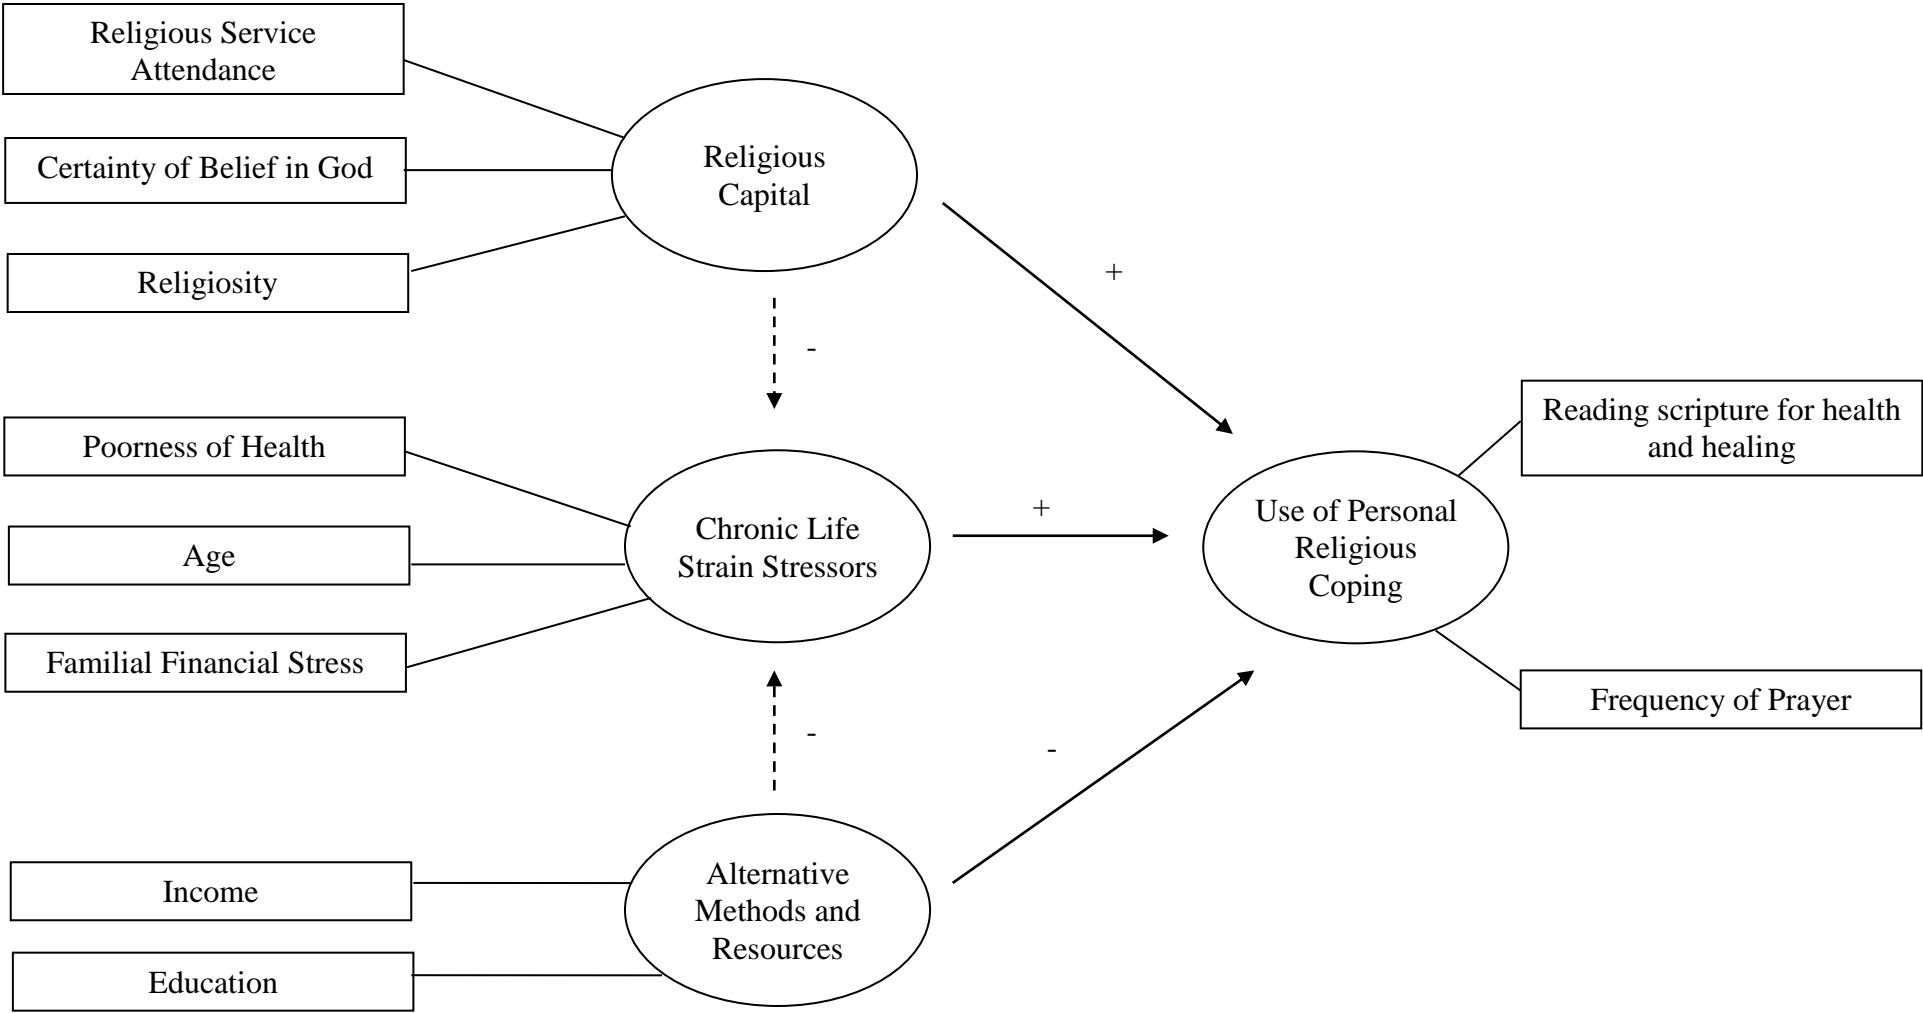 Religious Service
Attendance
Certainty of Belief in God
Religiosity
Religious
Capital
+
-
Poorness of Health
Age
Familial Financial Stress
Chronic Life
Strain Stressors
+
Use of Personal
Religious
Coping
Reading scripture for health
and healing
Frequency of Prayer
-
-
Income
Education
Alternative
Methods and
Resources